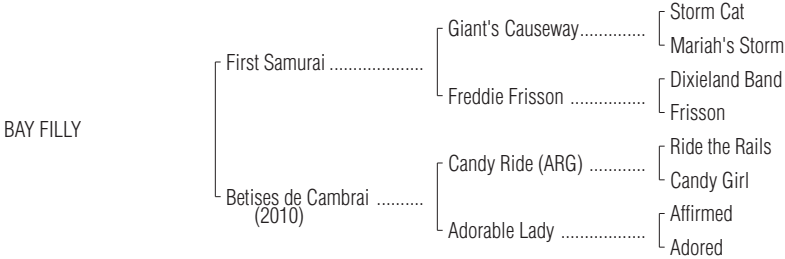 Storm Cat
Giant's Causeway..............
Mariah's Storm
First Samurai ....................
Dixieland Band
Freddie Frisson ................
Frisson
BAY FILLY
Ride the Rails
Candy Ride (ARG) ............
Candy Girl
Betises de Cambrai ..........
(2010)
Affirmed
Adorable Lady ..................
Adored